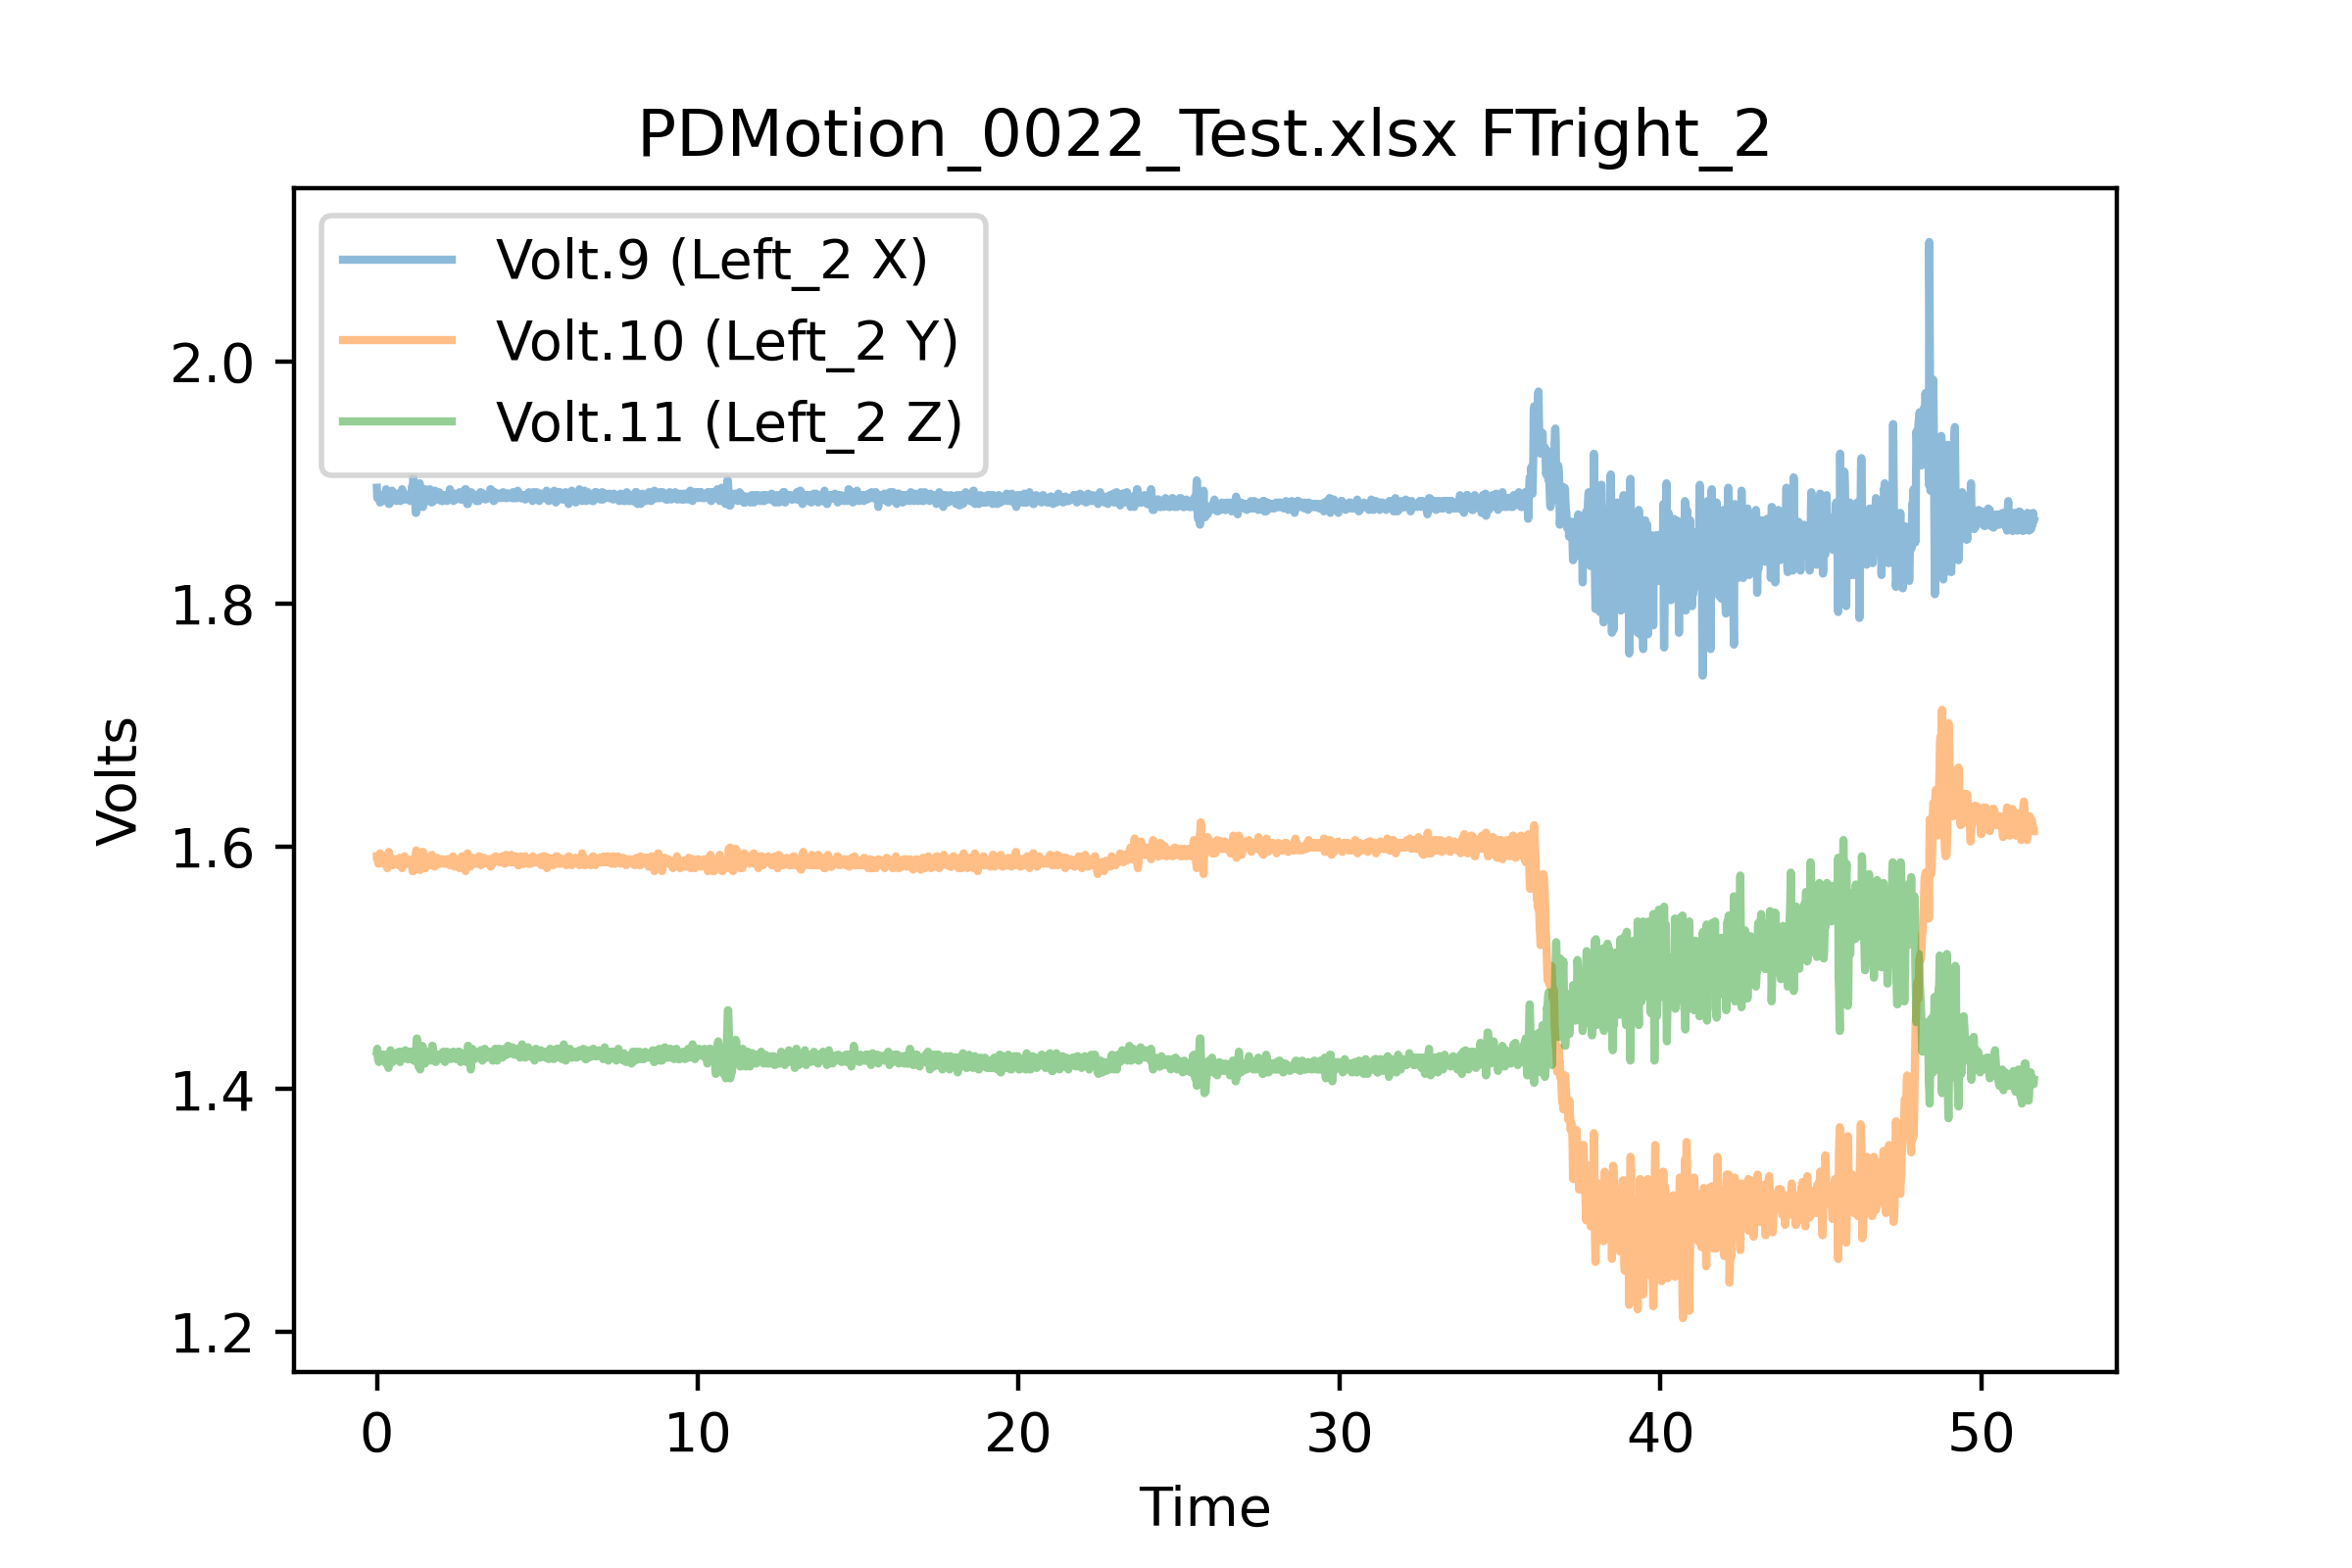 PDMotion_0022_Test.xlsx FTright_2
Volt.9 (Left_2 X)
Volt.10 (Left_2 Y)
Volt.11 (Left_2 Z)
2.0
1.8
1.6
1.4
1.2
Volts
0 10 20 30 40 50
Time